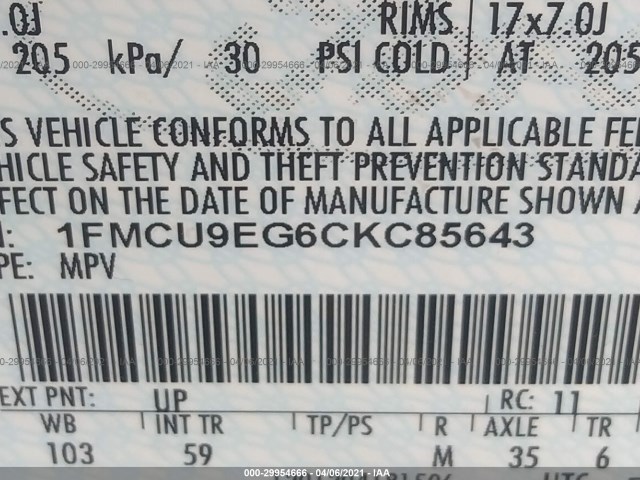 .0J RIMS 17x7.0J
205 kPa/ 30 PSI COLD AT 205
S VEHICLE CONFORMS TO ALL APPLICABLE FE
HICLE SAFETY AND THEFT PREVENTION STANDA
FECT ON THE DATE OF MANUFACTURE SHOWN A
: 1FMCU9EG6CKC85643
PE: MPV
EXT PNT: UP RC: 11
WB INT TR TP/PS R AXLE TR
103 59 M 35 6
000-29954666 - 04/06/2021 - IAA